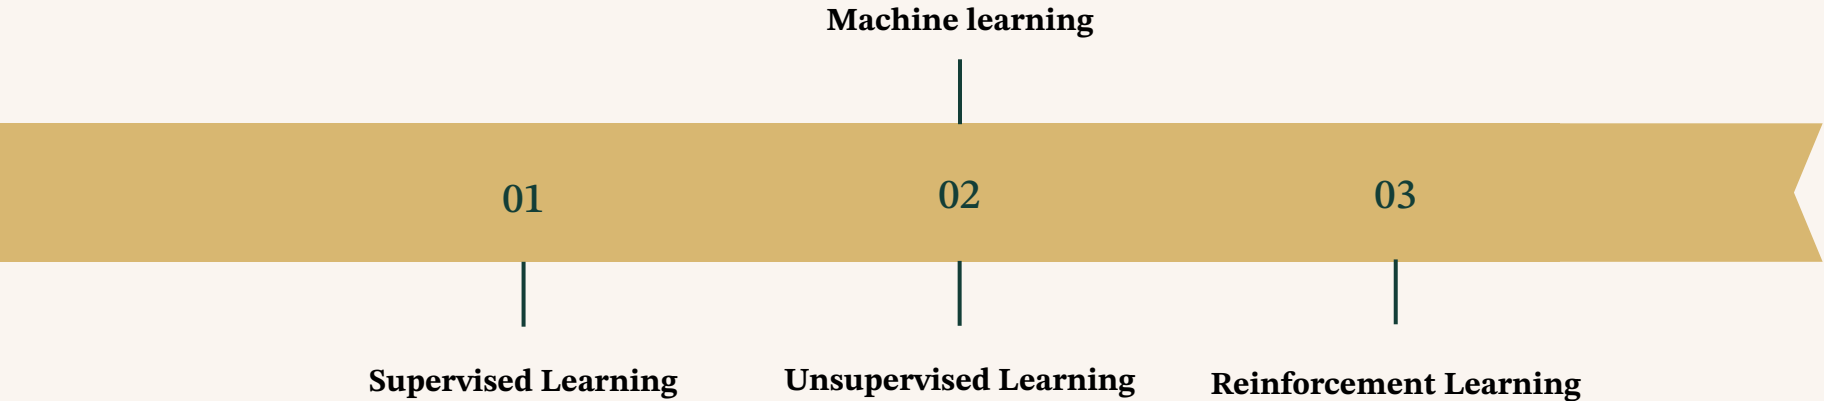 Machine learning
01
02
03
Supervised Learning
Unsupervised Learning
Reinforcement Learning